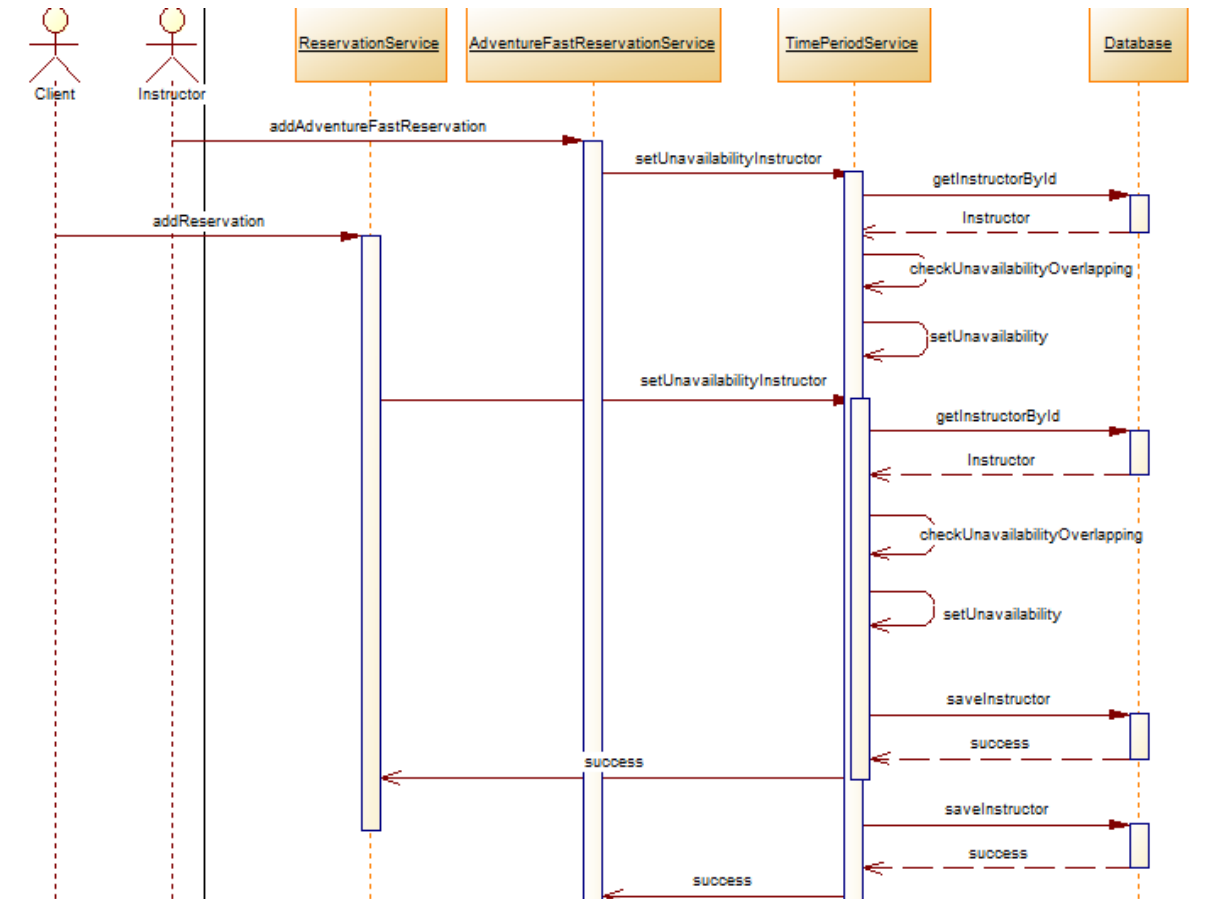 ReservationService
AdventureFastReservationService
TimePeriodService
Database
Client
Instructor
addAdventureFastReservation
setUnavailabilityInstructor
getInstructorById
Instructor
addReservation
checkUnavailabilityOverlapping
setUnavailability
setUnavailabilityInstructor
getInstructorById
Instructor
checkUnavailabilityOverlapping
setUnavailability
saveInstructor
success
success
saveInstructor
success
success